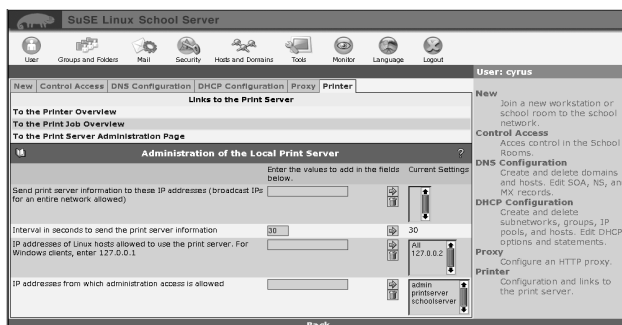 SuSE Linux School Server
User Groups and Folders Mail Security Hosts and Domains Tools Monitor Language Logout
User: cyrus
New Control Access DNS Configuration DHCP Configuration Proxy Printer
Links to the Print Server
To the Printer Overview
To the Print Job Overview
To the Print Server Administration Page
Administration of the Local Print Server ?
Enter the values to add in the fields below. Current Settings
Send print server information to these IP addresses (broadcast IPs
for an entire network allowed)
Interval in seconds to send the print server information 30 30
IP addresses of Linux hosts allowed to use the print server. For
Windows clients, enter 127.0.0.1
All
127.0.0.2
IP addresses from which administration access is allowed
admin
printserver
schoolserver
Back
New
Join a new workstation or
school room to the school
network.
Control Access
Acces control in the School
Rooms.
DNS Configuration
Create and delete domains
and hosts. Edit SOA, NS, an
MX records.
DHCP Configuration
Create and delete
subnetworks, groups, IP
pools, and hosts. Edit DHCP
options and statements.
Proxy
Configure an HTTP proxy.
Printer
Configuration and links to
the print server.